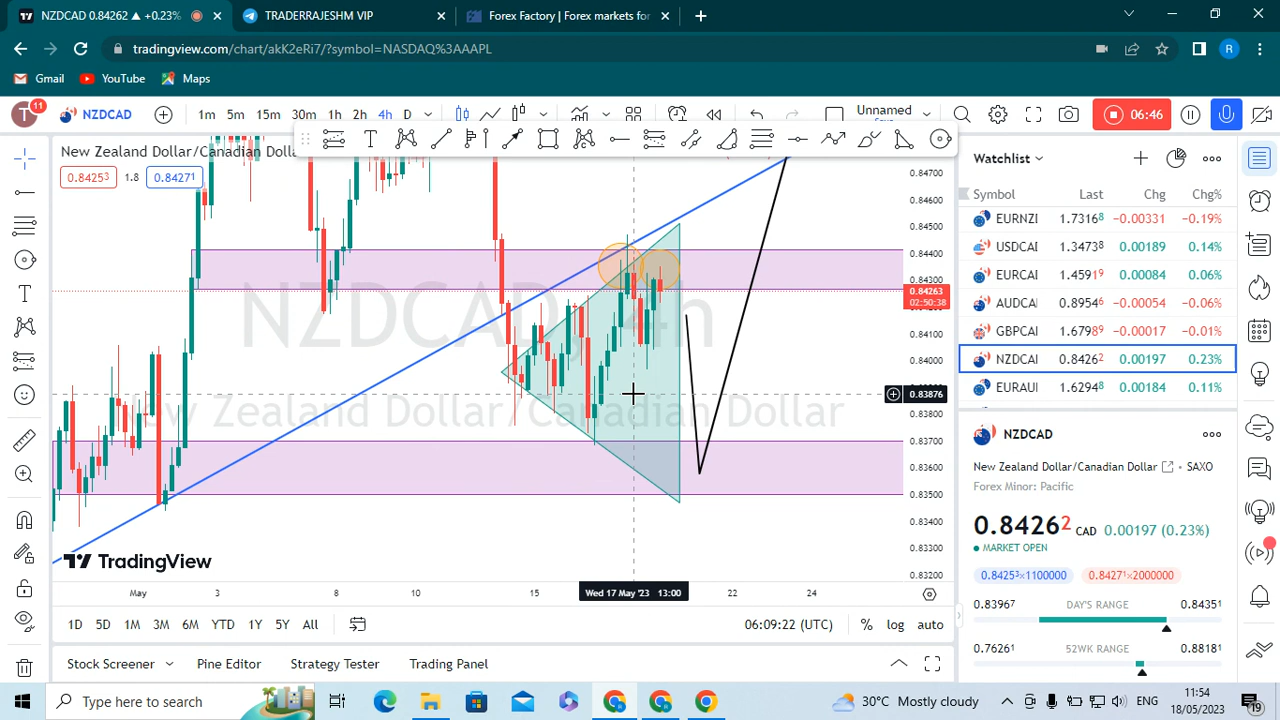 NZDCAD 0.84262 ▲ +0.23%
TRADERRAJESHM VIP
Forex Factory | Forex markets for
tradingview.com/chart/akK2eRi7/?symbol=NASDAQ%3AAAPL
R
Gmail
YouTube
Maps
T
11
NZDCAD
1m 5m 15m 30m 1h 2h 4h D
Unnamed
06:46
New Zealand Dollar/Canadian Dolla
0.84253
1.8
0.84271
NZDCAD, 4h
New Zealand Dollar/Canadian Dollar
0.84700
0.84600
0.84500
0.84400
0.84300
0.84263
02:50:38
0.84100
0.84000
0.83876
0.83800
0.83700
0.83600
0.83500
0.83400
0.83300
0.83200
TradingView
May 3 8 10 15 Wed 17 May '23 13:00 22 24
1D 5D 1M 3M 6M YTD 1Y 5Y All
06:09:22 (UTC)
% log auto
Stock Screener
Pine Editor
Strategy Tester
Trading Panel
Watchlist
Symbol Last Chg Chg%
EURNZI 1.73168 −0.00331 −0.19%
USDCAI 1.34738 0.00189 0.14%
EURCAI 1.45919 0.00084 0.06%
AUDCAI 0.89546 −0.00054 −0.06%
GBPCAI 1.67989 −0.00017 −0.01%
NZDCAI 0.84262 0.00197 0.23%
EURAUI 1.62948 0.00184 0.11%
NZDCAD
New Zealand Dollar/Canadian Dollar • SAXO
Forex Minor: Pacific
0.84262 CAD 0.00197 (0.23%)
MARKET OPEN
0.84253×1100000
0.84271×2000000
0.83967 DAY'S RANGE 0.84351
0.76261 52WK RANGE 0.88181
Type here to search
30°C Mostly cloudy
ENG
11:54
18/05/2023
19